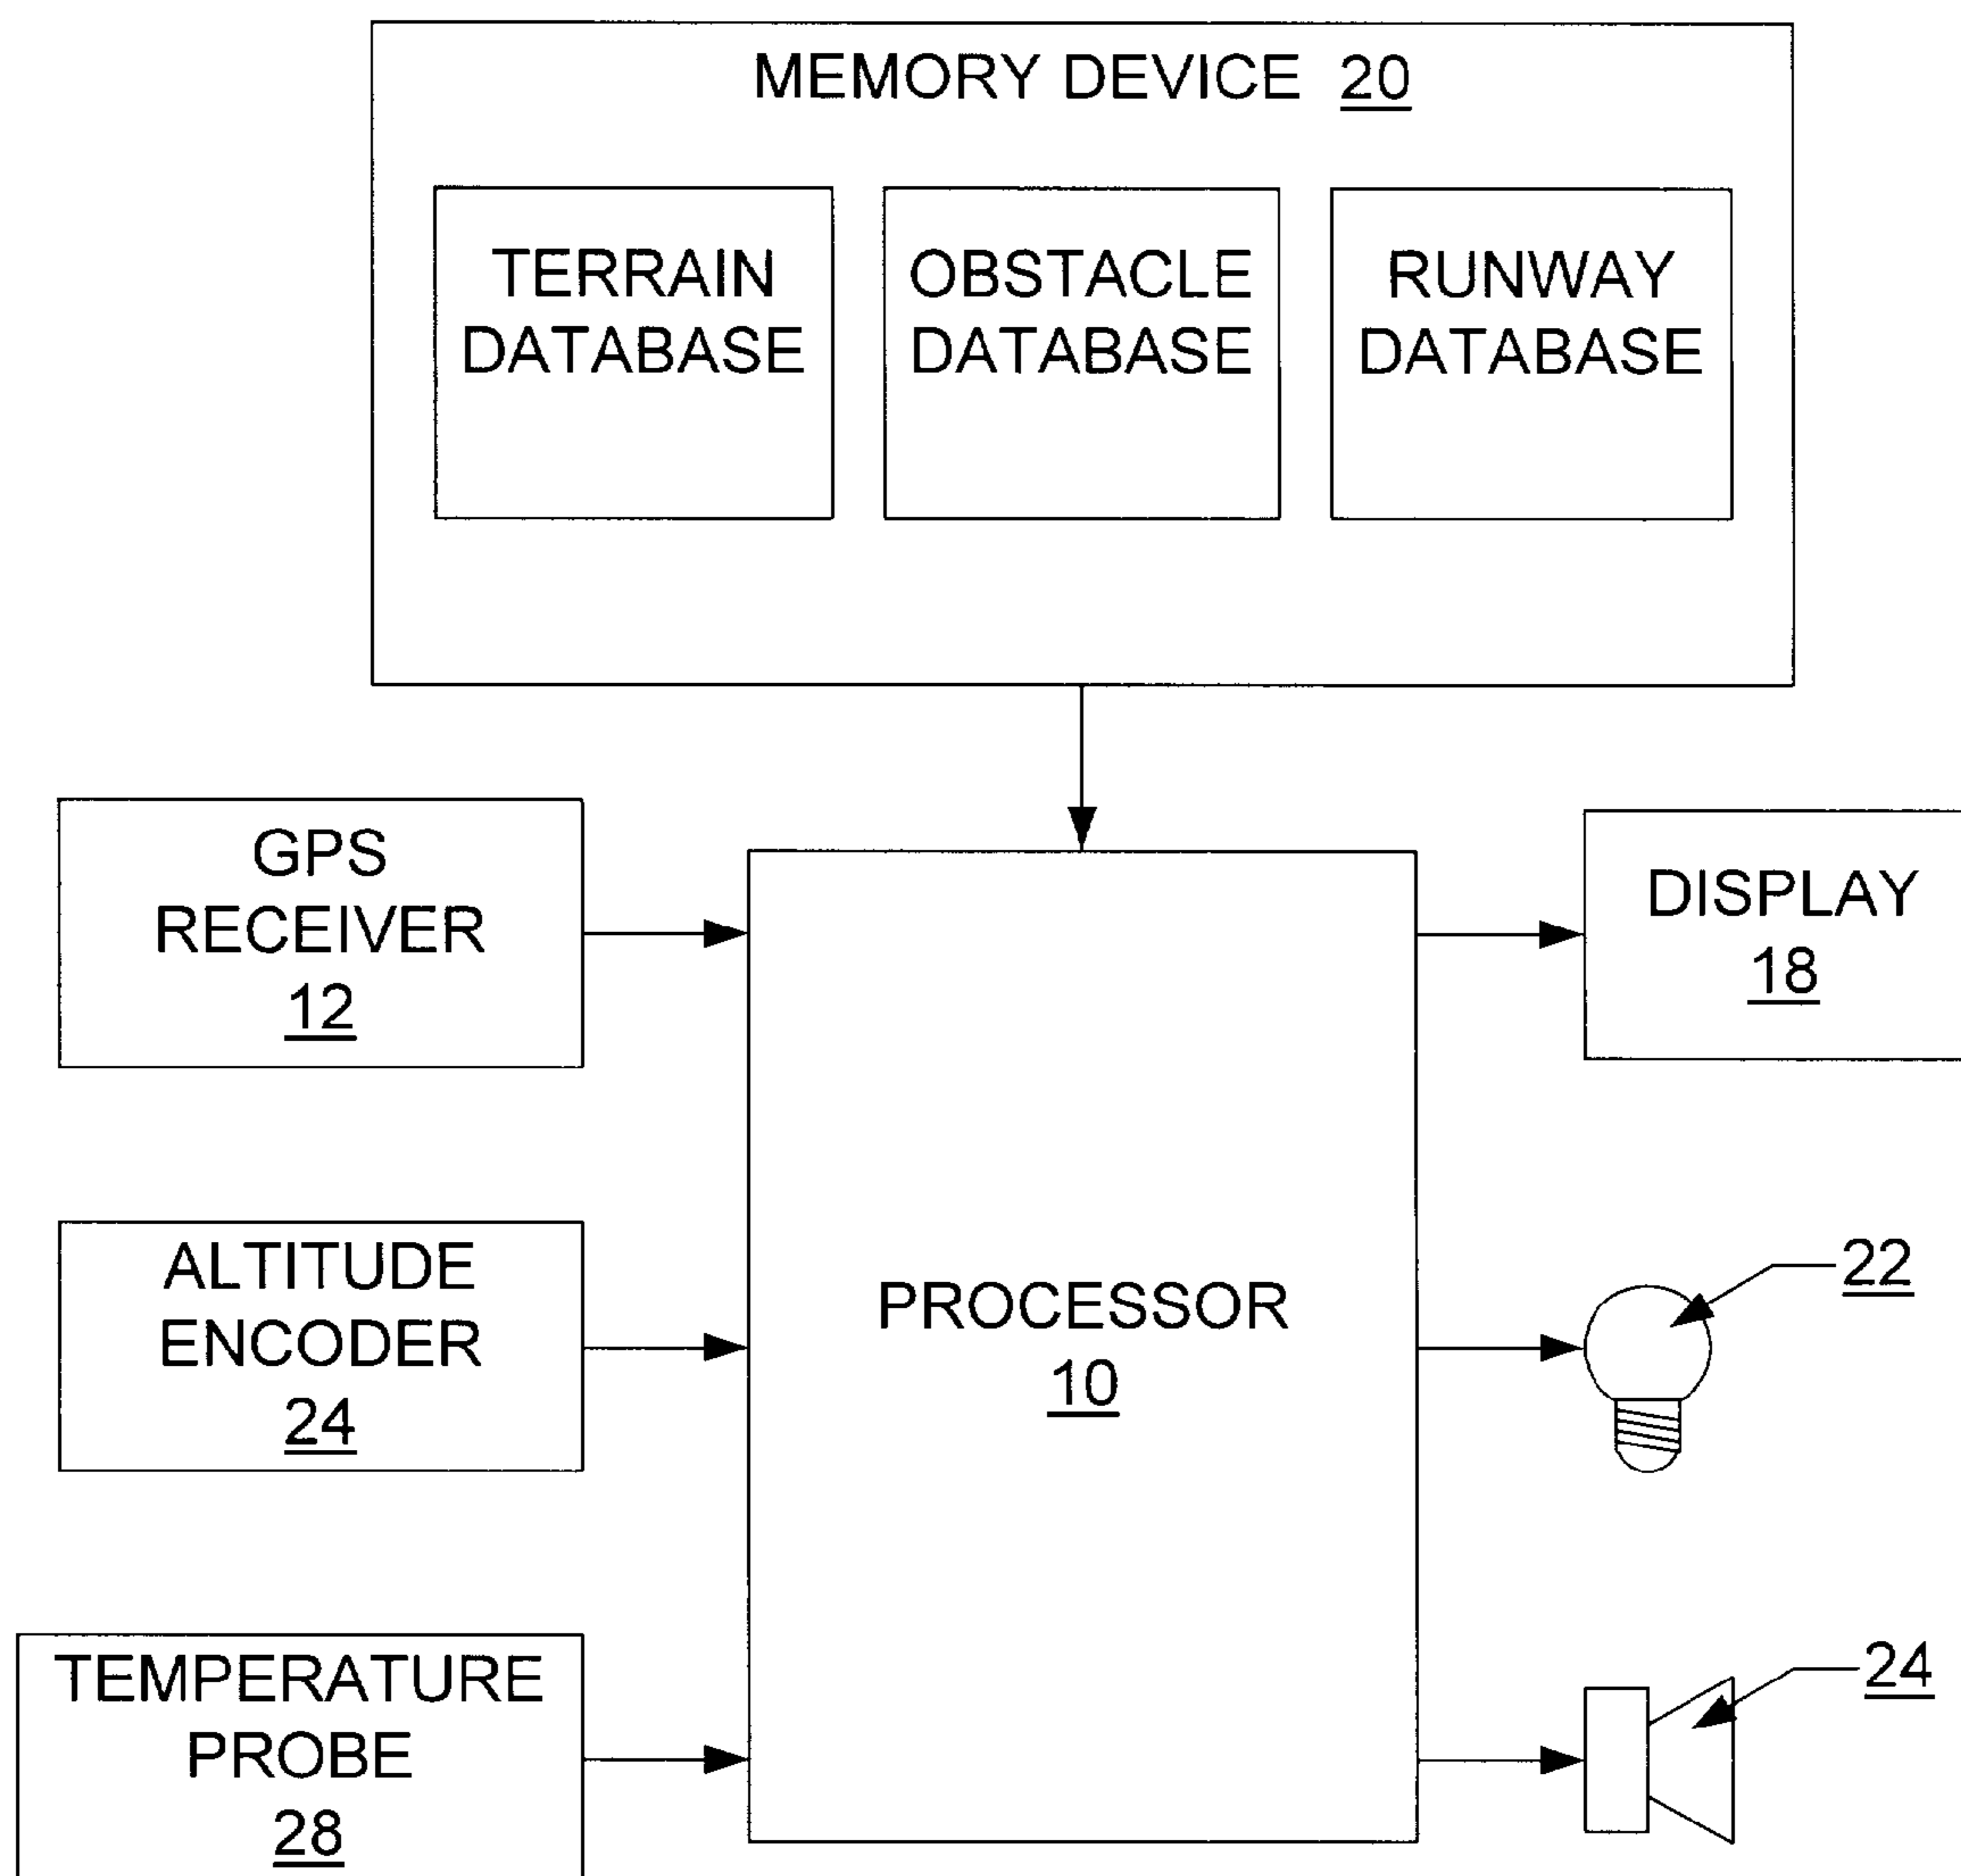 MEMORY DEVICE 20
TERRAIN
DATABASE
OBSTACLE
DATABASE
RUNWAY
DATABASE
GPS
RECEIVER
12
ALTITUDE
ENCODER
24
TEMPERATURE
PROBE
28
PROCESSOR
10
DISPLAY
18
22
24